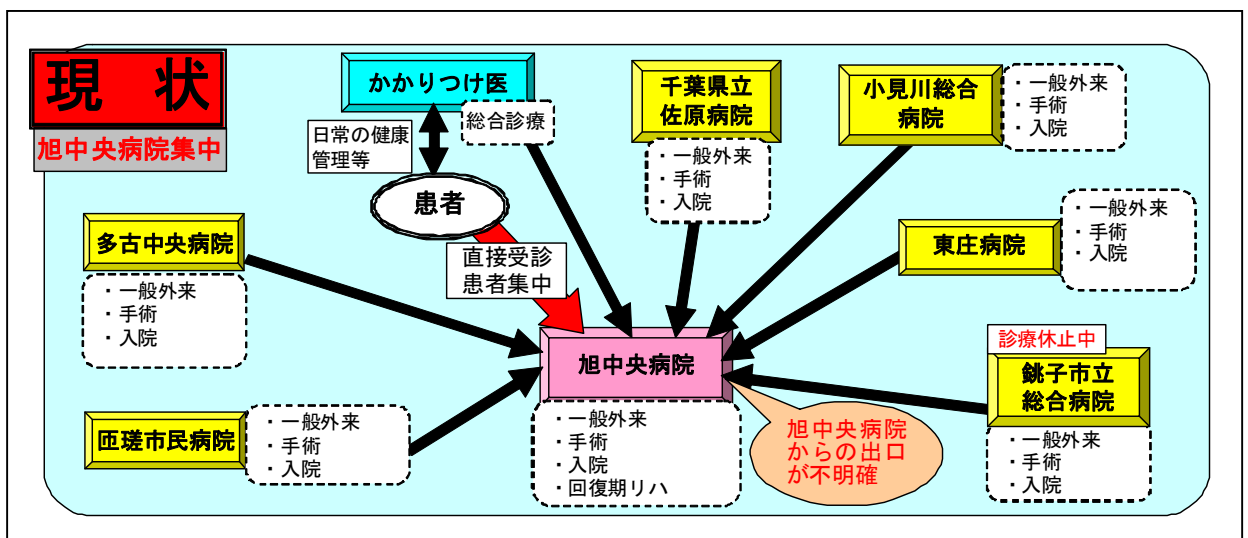 現　状
旭中央病院集中
かかりつけ医
総合診療
日常の健康
管理等
患者
直接受診
患者集中
千葉県立
佐原病院
・一般外来
・手術
・入院
小見川総合
病院
・一般外来
・手術
・入院
多古中央病院
・一般外来
・手術
・入院
東庄病院
・一般外来
・手術
・入院
匝瑳市民病院
・一般外来
・手術
・入院
旭中央病院
・一般外来
・手術
・入院
・回復期リハ
旭中央病院
からの出口
が不明確
診療休止中
銚子市立
総合病院
・一般外来
・手術
・入院